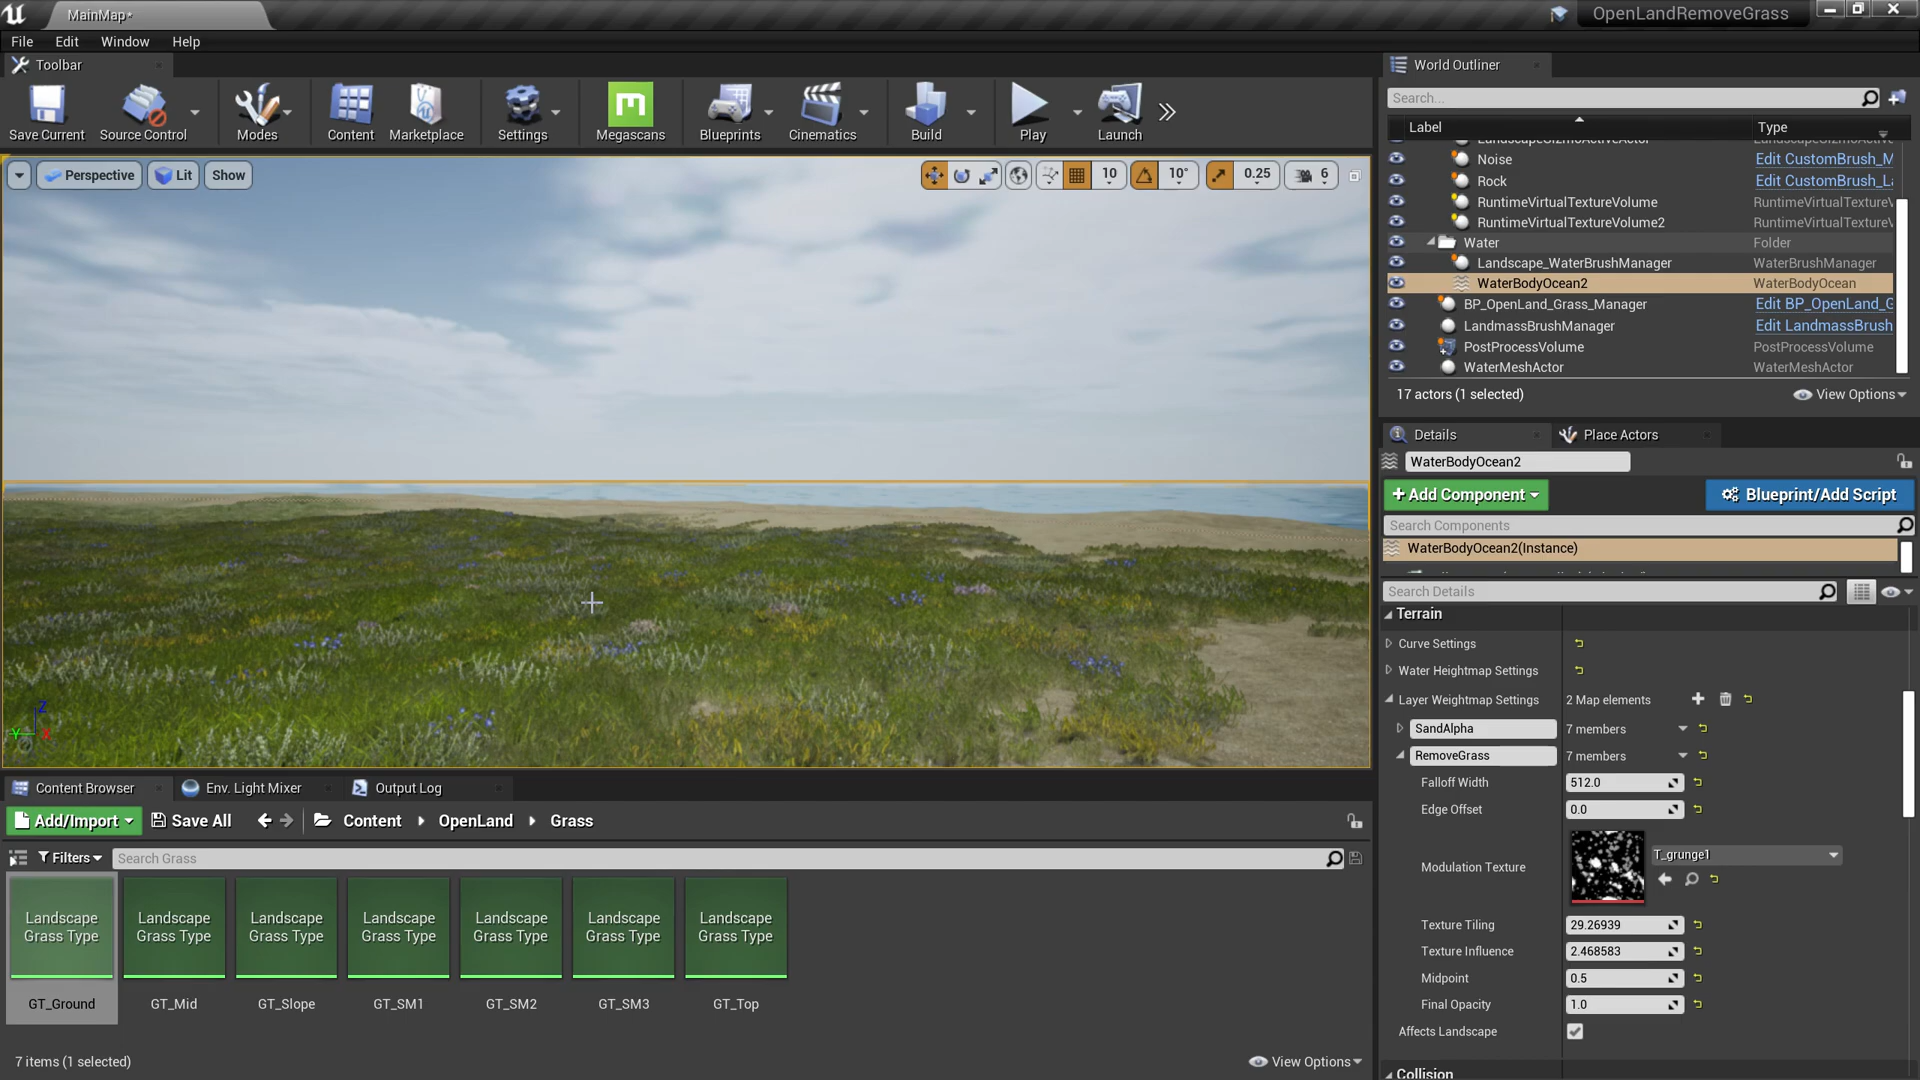 MainMap*
OpenLandRemoveGrass
File Edit Window Help
Toolbar
Save Current
Source Control
Modes
Content
Marketplace
Settings
Megascans
Blueprints
Cinematics
Build
Play
Launch
Perspective
Lit
Show
10
10°
0.25
6
Z
Y
X
World Outliner
Search...
Label Type
Noise Edit CustomBrush_M
Rock Edit CustomBrush_L
RuntimeVirtualTextureVolume RuntimeVirtualTexture
RuntimeVirtualTextureVolume2 RuntimeVirtualTexture
Water Folder
Landscape_WaterBrushManager WaterBrushManager
WaterBodyOcean2 WaterBodyOcean
BP_OpenLand_Grass_Manager Edit BP_OpenLand_G
LandmassBrushManager Edit LandmassBrush
PostProcessVolume PostProcessVolume
WaterMeshActor WaterMeshActor
17 actors (1 selected) View Options
Details
Place Actors
WaterBodyOcean2
+ Add Component Blueprint/Add Script
Search Components
WaterBodyOcean2(Instance)
Search Details
Terrain
Curve Settings
Water Heightmap Settings
Layer Weightmap Settings 2 Map elements
SandAlpha 7 members
RemoveGrass 7 members
Falloff Width 512.0
Edge Offset 0.0
Modulation Texture T_grunge1
Texture Tiling 29.26939
Texture Influence 2.468583
Midpoint 0.5
Final Opacity 1.0
Affects Landscape
Collision
Content Browser
Env. Light Mixer
Output Log
Add/Import
Save All
Content
OpenLand
Grass
Filters
Search Grass
Landscape Grass Type
GT_Ground
Landscape Grass Type
GT_Mid
Landscape Grass Type
GT_Slope
Landscape Grass Type
GT_SM1
Landscape Grass Type
GT_SM2
Landscape Grass Type
GT_SM3
Landscape Grass Type
GT_Top
7 items (1 selected)
View Options